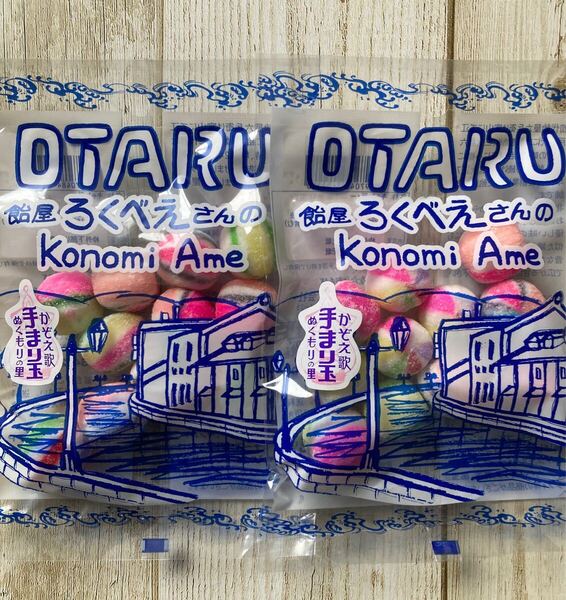 OTARU
飴屋ろくべえさんの
Konomi Ame
かぞえ歌
手まり玉
ぬくもりの里
OTARU
飴屋ろくべえさんの
Konomi Ame
かぞえ歌
手まり玉
ぬくもりの里